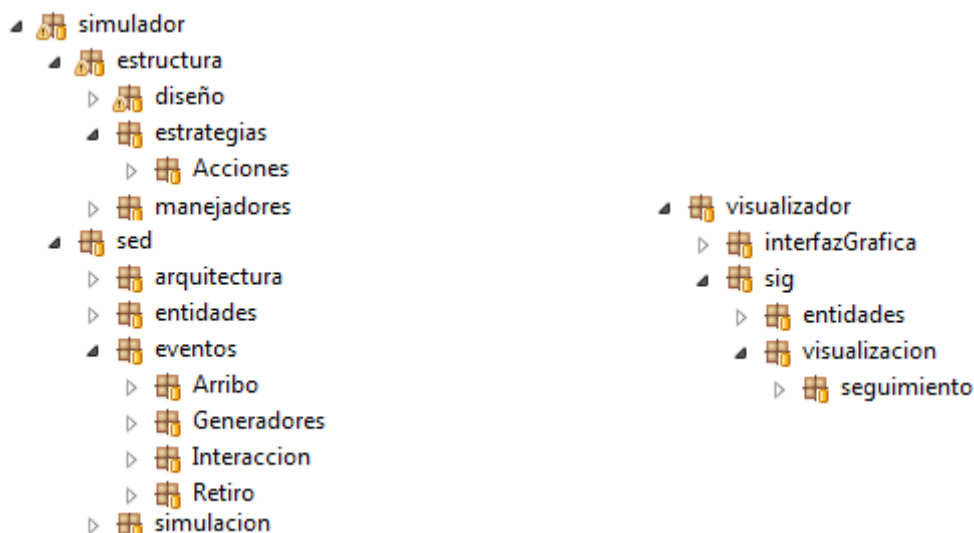 simulador
estructura
diseño
estrategias
Acciones
manejadores
sed
arquitectura
entidades
eventos
Arribo
Generadores
Interaccion
Retiro
simulacion
visualizador
interfazGrafica
sig
entidades
visualizacion
seguimiento